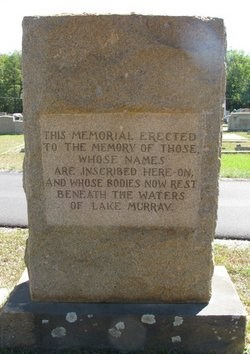 THIS MEMORIAL ERECTED
TO THE MEMORY OF THOSE,
WHOSE NAMES
ARE INSCRIBED HERE-ON,
AND WHOSE BODIES NOW REST
BENEATH THE WATERS
OF LAKE MURRAY.